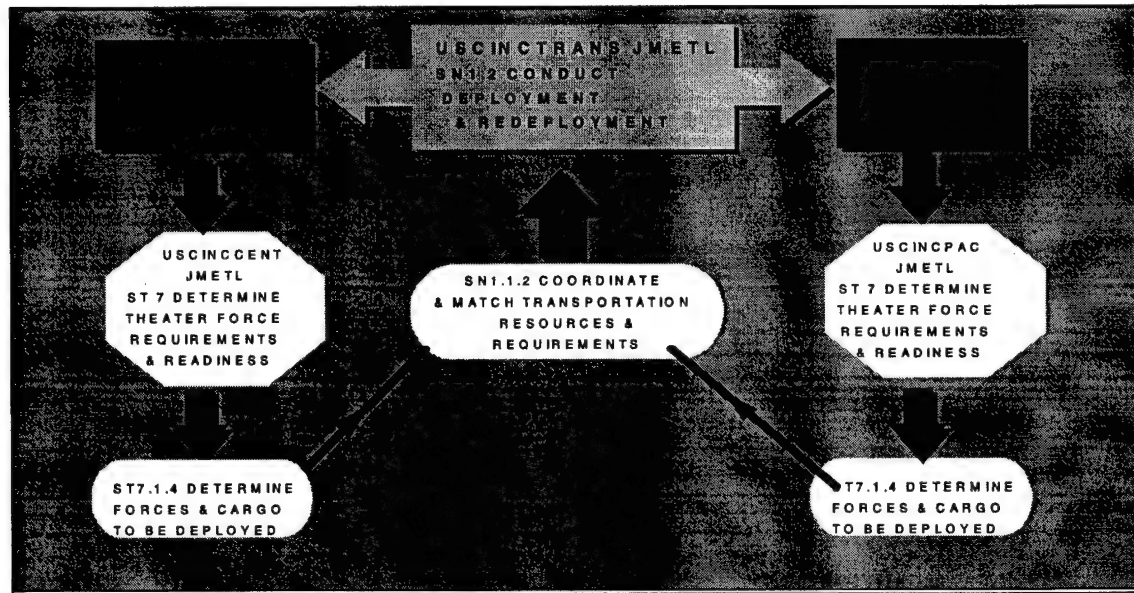 USCINCTRANS JMETL
SN1.2 CONDUCT
DEPLOYMENT
& REDEPLOYMENT
USCINCCENT
JMETL
ST 7 DETERMINE
THEATER FORCE
REQUIREMENTS
& READINESS
SN1.1.2 COORDINATE
& MATCH TRANSPORTATION
RESOURCES &
REQUIREMENTS
USCINCPAC
JMETL
ST 7 DETERMINE
THEATER FORCE
REQUIREMENTS
& READINESS
ST7.1.4 DETERMINE
FORCES & CARGO
TO BE DEPLOYED
ST7.1.4 DETERMINE
FORCES & CARGO
TO BE DEPLOYED